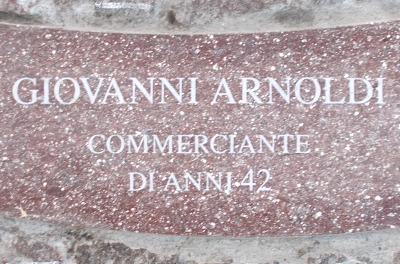 GIOVANNI ARNOLDI
COMMERCIANTE
DI ANNI 42